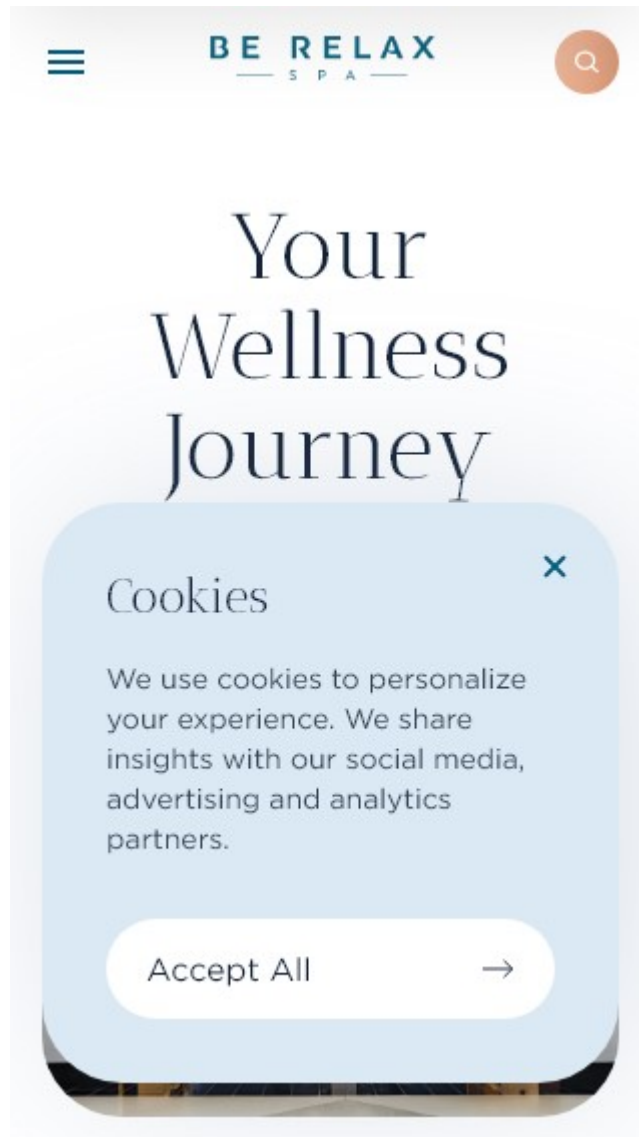 BE RELAX
SPA
Your
Wellness
Journey
Cookies
We use cookies to personalize
your experience. We share
insights with our social media,
advertising and analytics
partners.
Accept All